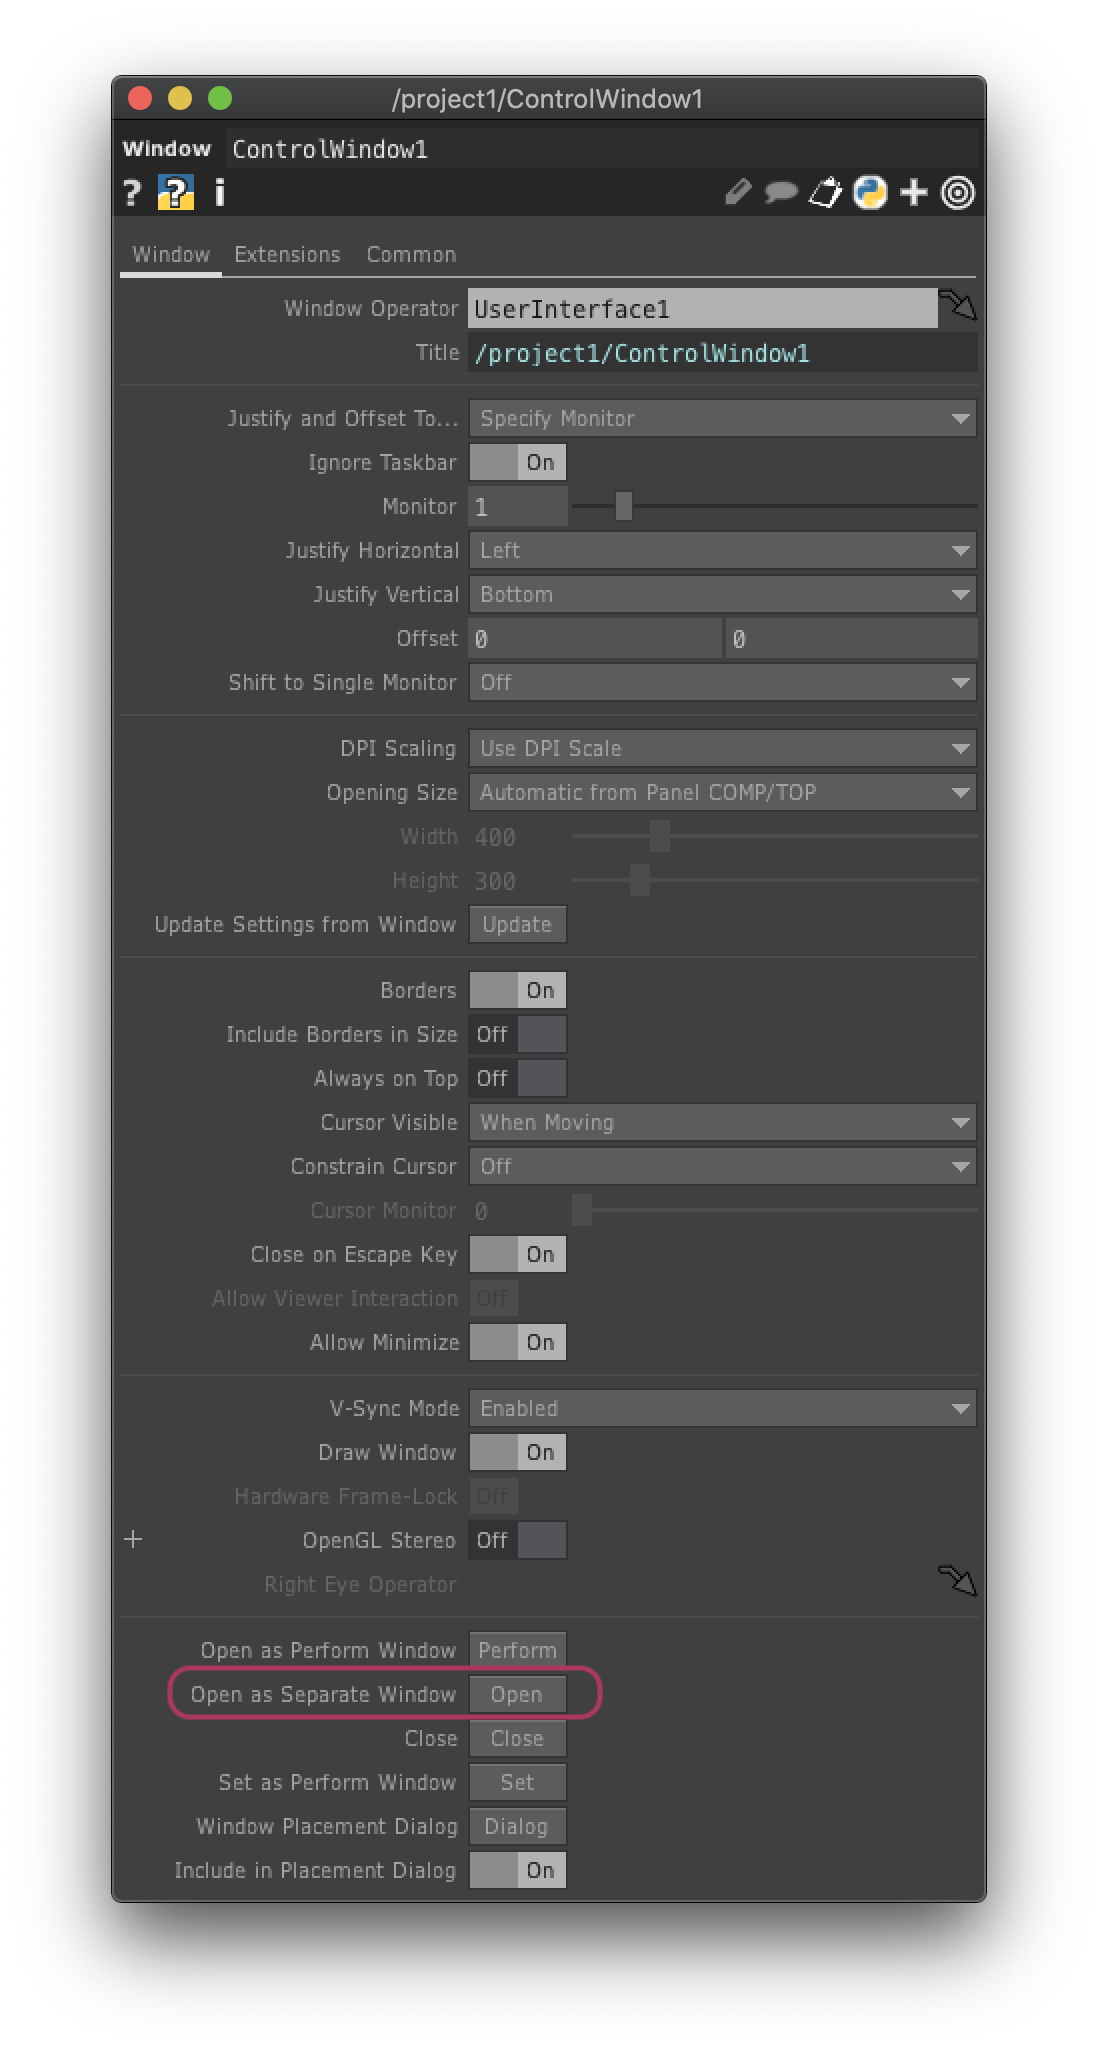 /project1/ControlWindow1
Window ControlWindow1
? ? i
Window Extensions Common
Window Operator UserInterface1
Title /project1/ControlWindow1
Justify and Offset To... Specify Monitor
Ignore Taskbar On
Monitor 1
Justify Horizontal Left
Justify Vertical Bottom
Offset 0 0
Shift to Single Monitor Off
DPI Scaling Use DPI Scale
Opening Size Automatic from Panel COMP/TOP
Width 400
Height 300
Update Settings from Window Update
Borders On
Include Borders in Size Off
Always on Top Off
Cursor Visible When Moving
Constrain Cursor Off
Cursor Monitor 0
Close on Escape Key On
Allow Viewer Interaction Off
Allow Minimize On
V-Sync Mode Enabled
Draw Window On
Hardware Frame-Lock Off
+ OpenGL Stereo Off
Right Eye Operator
Open as Perform Window Perform
Open as Separate Window Open
Close Close
Set as Perform Window Set
Window Placement Dialog Dialog
Include in Placement Dialog On